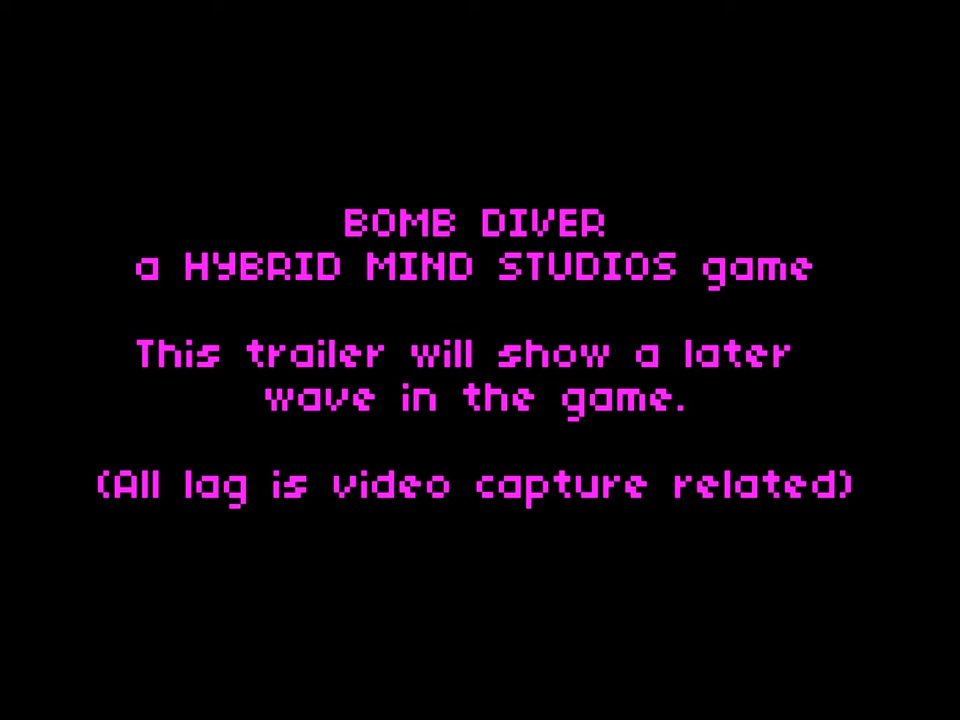 BOMB DIVER
a HYBRID MIND STUDIOS game
This trailer will show a later
wave in the game.
(All lag is video capture related)